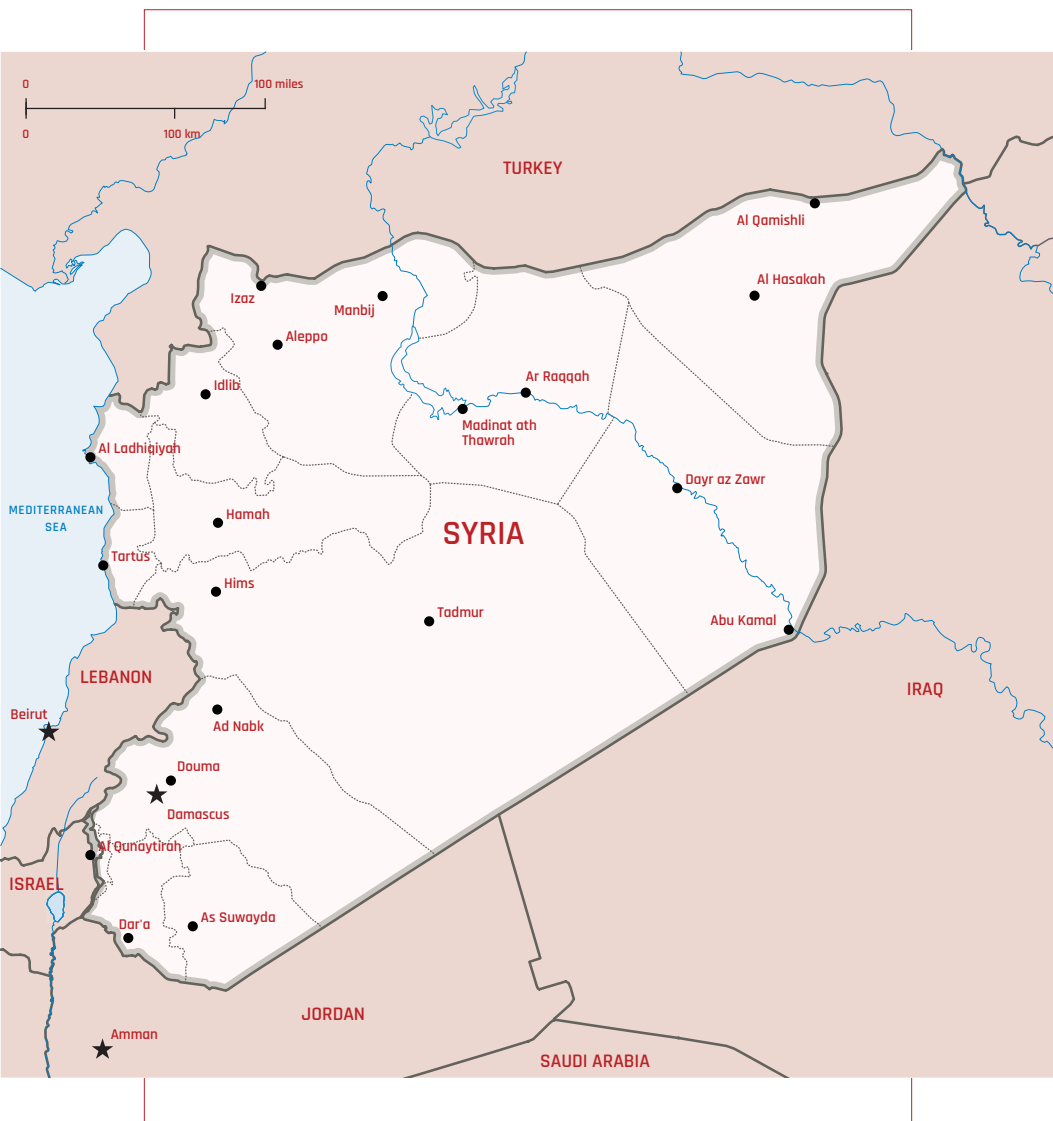 0
100 miles
0
100 km
TURKEY
Al Qamishli
Al Hasakah
Izaz
Manbij
Aleppo
Idlib
Ar Raqqah
Madinat ath
Thawrah
Al Ladhiqiyah
Dayr az Zawr
MEDITERRANEAN
SEA
Hamah
SYRIA
Tartus
Hims
Tadmur
Abu Kamal
LEBANON
IRAQ
Beirut
Ad Nabk
Douma
Damascus
Al Qunaytirah
ISRAEL
Dar'a
As Suwayda
JORDAN
Amman
SAUDI ARABIA